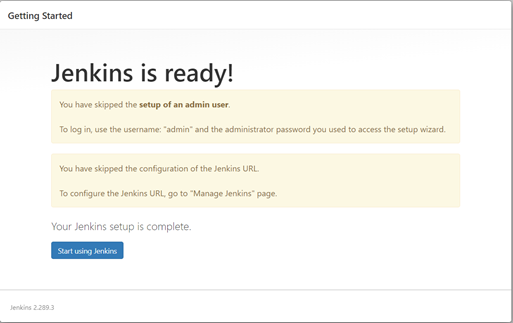 Getting Started
Jenkins is ready!
You have skipped the setup of an admin user.
To log in, use the username: "admin" and the administrator password you used to access the setup wizard.
You have skipped the configuration of the Jenkins URL.
To configure the Jenkins URL, go to "Manage Jenkins" page.
Your Jenkins setup is complete.
Start using Jenkins
Jenkins 2.289.3